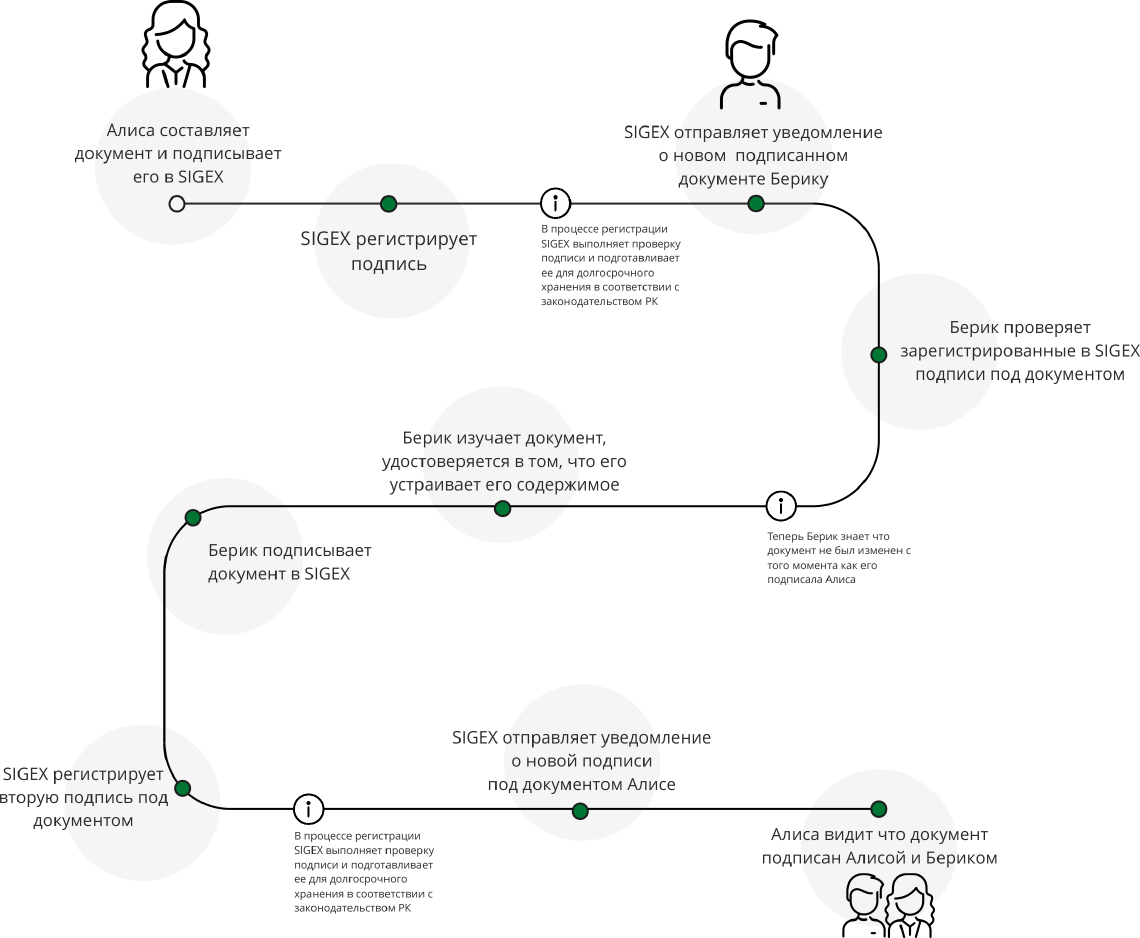 Алиса составляет
документ и подписывает
его в SIGEX
SIGEX регистрирует
подпись
В процессе регистрации
SIGEX выполняет проверку
подписи и подготавливает
ее для долгосрочного
хранения в соответствии с
законодательством РК
SIGEX отправляет уведомление
о новом подписанном
документе Берику
Берик проверяет
зарегистрированные в SIGEX
подписи под документом
Теперь Берик знает что
документ не был изменен с
того момента как его
подписала Алиса
Берик изучает документ,
удостоверяется в том, что его
устраивает его содержимое
Берик подписывает
документ в SIGEX
SIGEX регистрирует
вторую подпись под
документом
В процессе регистрации
SIGEX выполняет проверку
подписи и подготавливает
ее для долгосрочного
хранения в соответствии с
законодательством РК
SIGEX отправляет уведомление
о новой подписи
под документом Алисе
Алиса видит что документ
подписан Алисой и Бериком